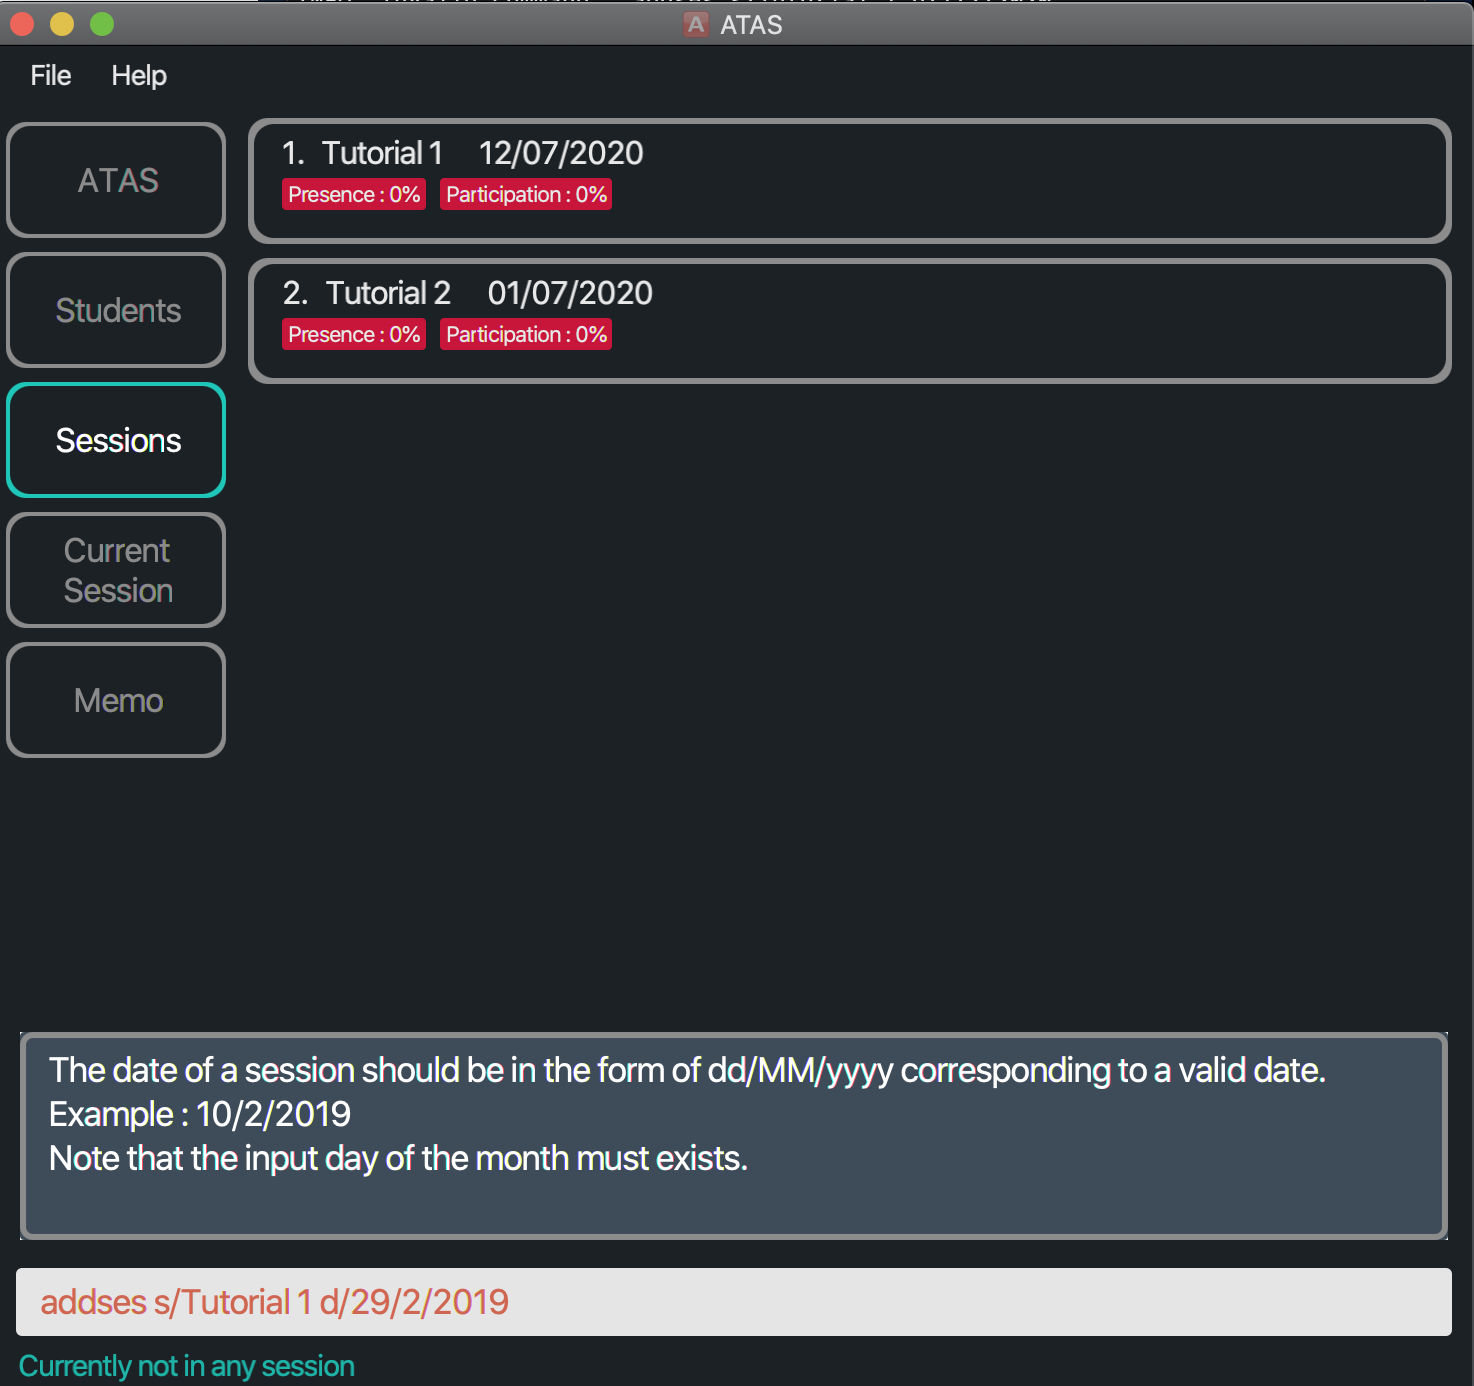 A ATAS
File Help
ATAS
Students
Sessions
Current
Session
Memo
1. Tutorial 1 12/07/2020
Presence : 0% Participation : 0%
2. Tutorial 2 01/07/2020
Presence : 0% Participation : 0%
The date of a session should be in the form of dd/MM/yyyy corresponding to a valid date.
Example : 10/2/2019
Note that the input day of the month must exists.
addses s/Tutorial 1 d/29/2/2019
Currently not in any session